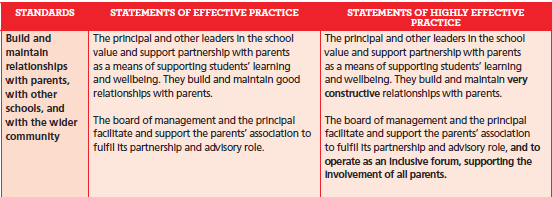 STANDARDS
STATEMENTS OF EFFECTIVE PRACTICE
STATEMENTS OF HIGHLY EFFECTIVE
PRACTICE
Build and
maintain
relationships
with parents,
with other
schools, and
with the wider
community
The principal and other leaders in the school
value and support partnership with parents
as a means of supporting students’ learning
and wellbeing. They build and maintain good
relationships with parents.
The board of management and the principal
facilitate and support the parents’ association to
fulfil its partnership and advisory role.
The principal and other leaders in the school
value and support partnership with parents
as a means of supporting students’ learning
and wellbeing. They build and maintain very
constructive relationships with parents.
The board of management and the principal
facilitate and support the parents’ association
to fulfil its partnership and advisory role, and to
operate as an inclusive forum, supporting the
involvement of all parents.